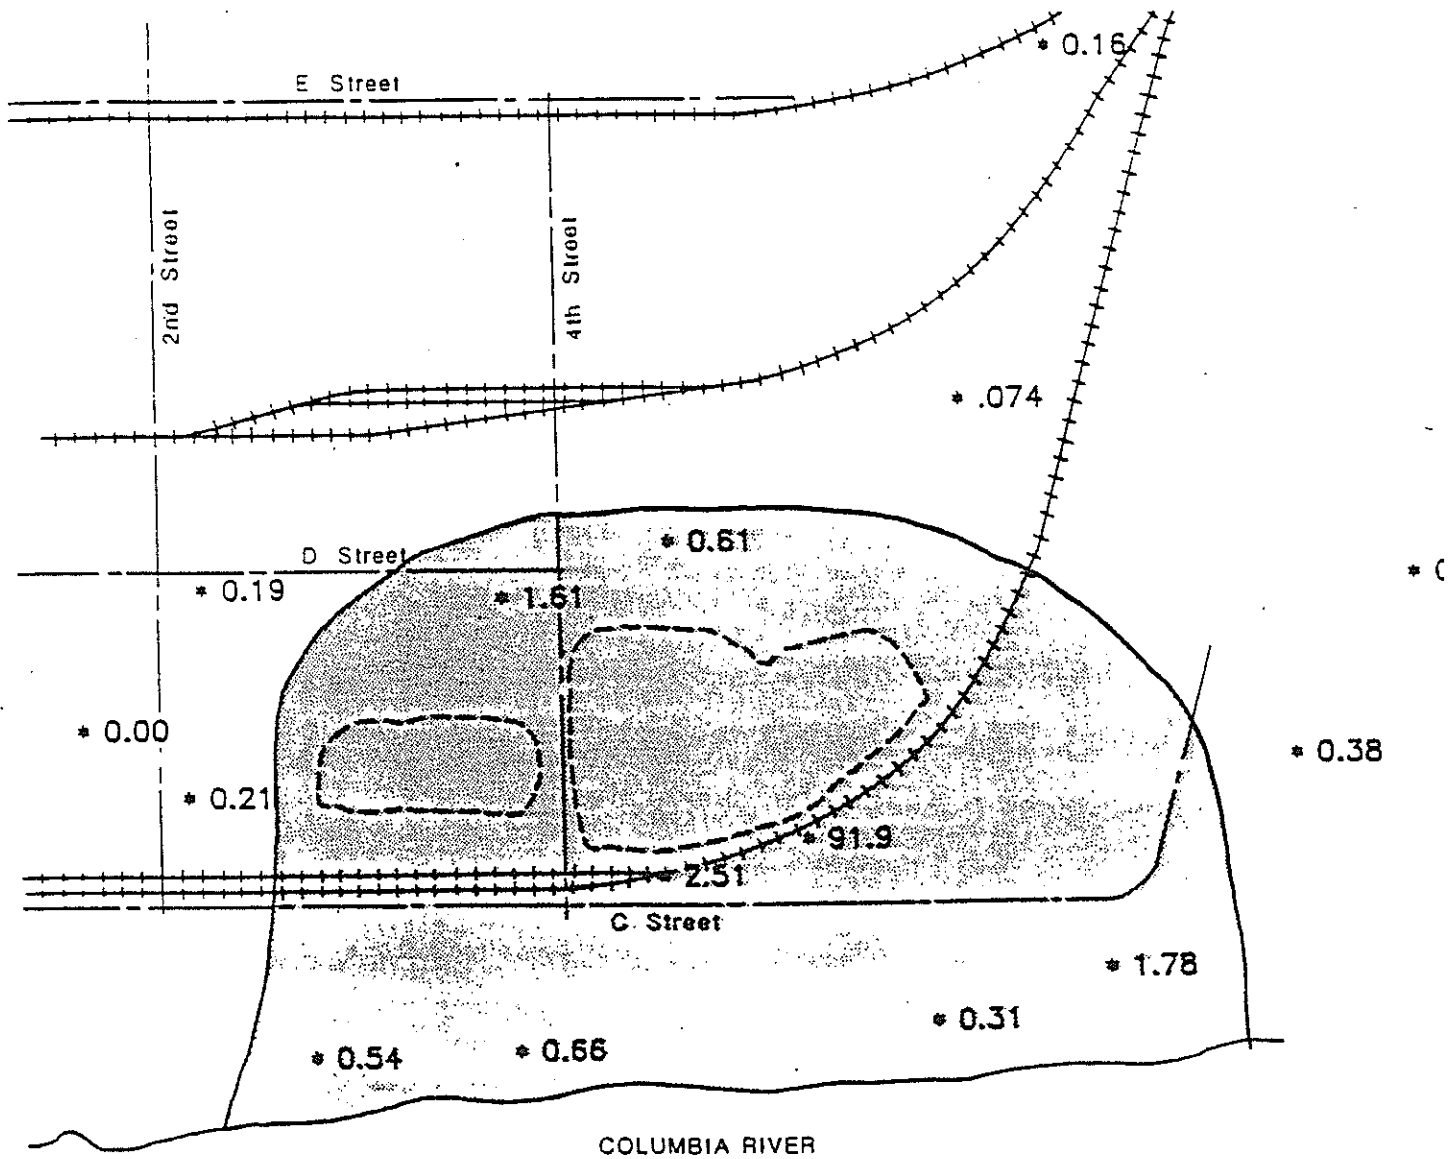 * 0.16
E Street
2nd Street
4th Street
* .074
* 0.61
D Street
* 0.19
* 1.61
* 0.00
* 0.38
* 0.21
* 91.9
* 2.51
C Street
* 1.78
* 0.31
* 0.54
* 0.66
COLUMBIA RIVER